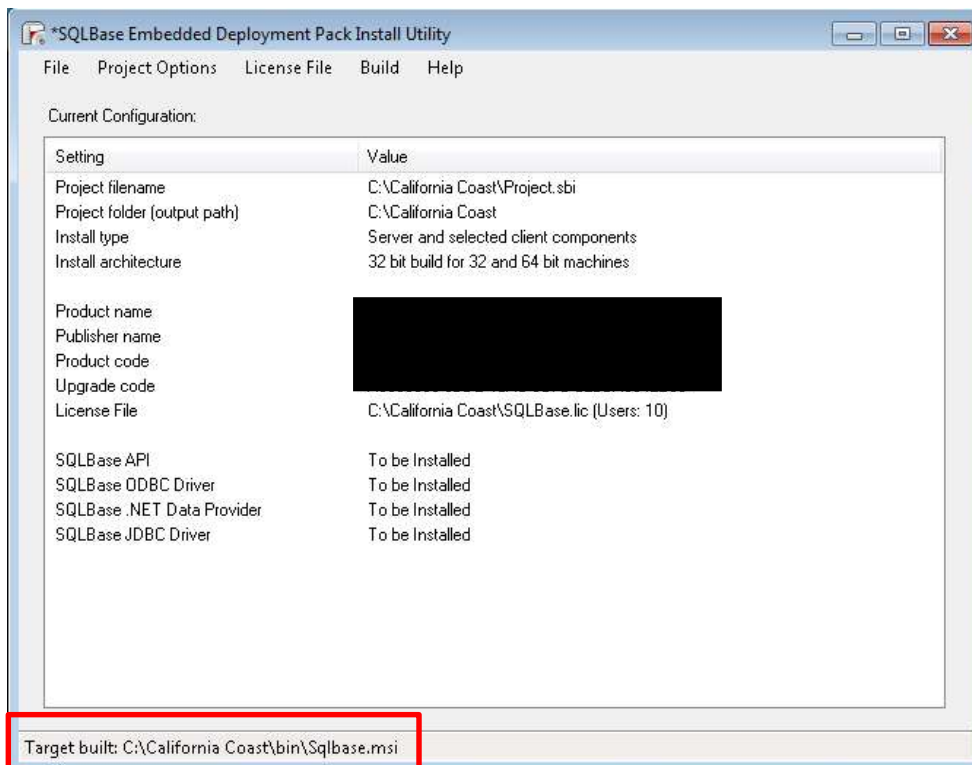 *SQLBase Embedded Deployment Pack Install Utility
File Project Options License File Build Help
Current Configuration:
Setting Value
Project filename C:\California Coast\Project.sbi
Project folder (output path) C:\California Coast
Install type Server and selected client components
Install architecture 32 bit build for 32 and 64 bit machines
Product name
Publisher name
Product code
Upgrade code
License File C:\California Coast\SQLBase.lic (Users: 10)
SQLBase API To be Installed
SQLBase ODBC Driver To be Installed
SQLBase .NET Data Provider To be Installed
SQLBase JDBC Driver To be Installed
Target built: C:\California Coast\bin\Sqlbase.msi